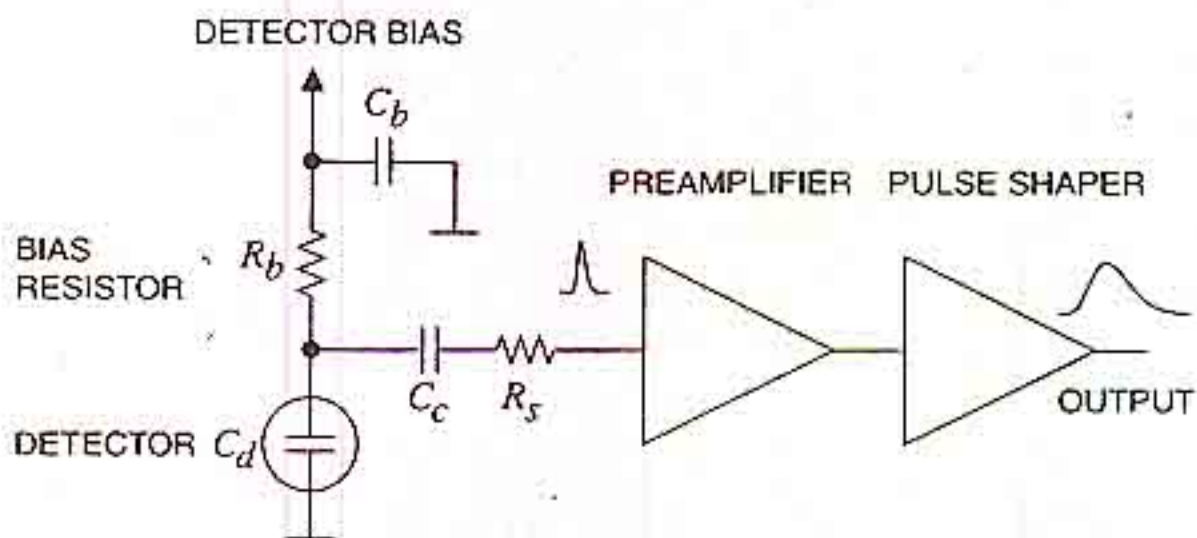 DETECTOR BIAS
C_b
PREAMPLIFIER PULSE SHAPER
BIAS
RESISTOR
R_b
C_c
R_s
OUTPUT
DETECTOR C_d